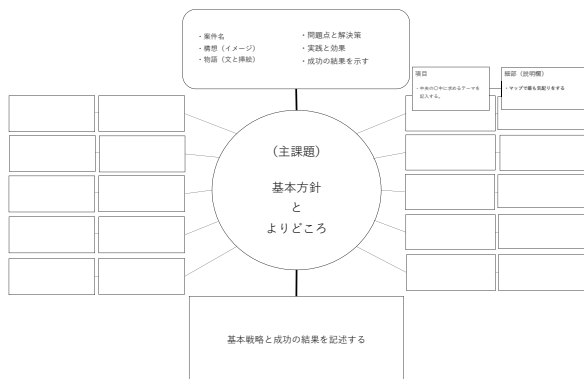 ・案件名
・構想（イメージ）
・物語（文と挿絵）
・問題点と解決策
・実践と効果
・成功の結果を示す
項目
・中央の口中に求めるテーマを
記入する。
細部（説明欄）
・マップで最も気配りをする
（主課題）
基本方針
と
よりどころ
基本戦略と成功の結果を記述する